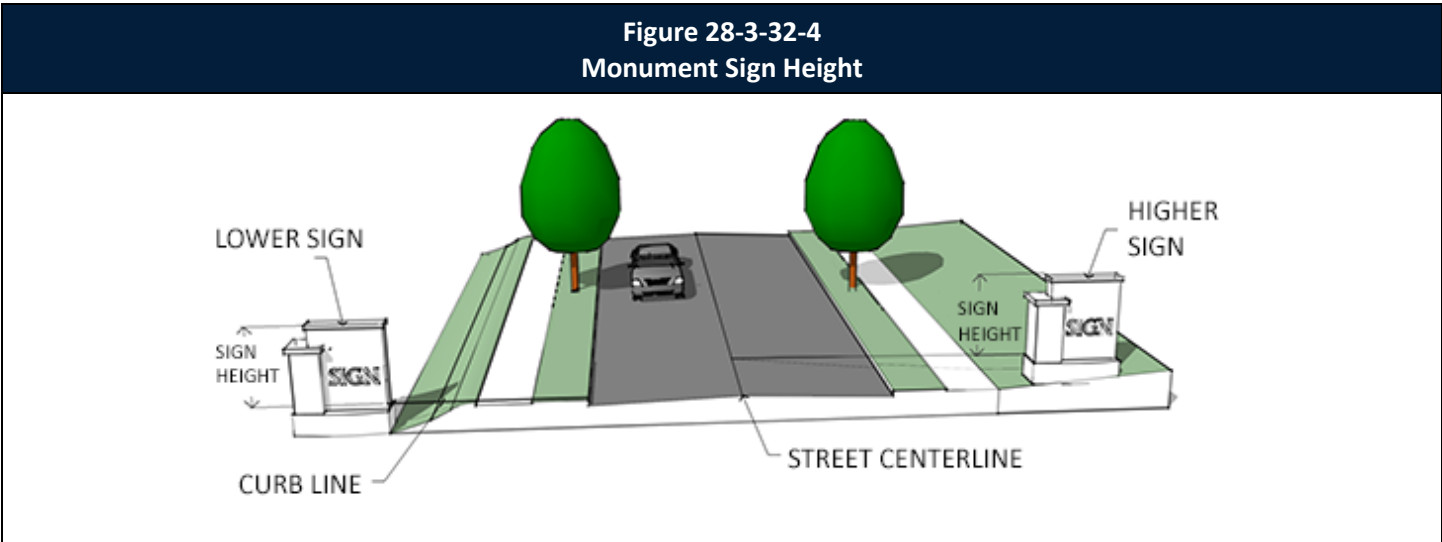 Figure 28-3-32-4
Monument Sign Height
LOWER SIGN
HIGHER
SIGN
SIGN
HEIGHT
SIGN
SIGN
HEIGHT
SIGN
STREET CENTERLINE
CURB LINE